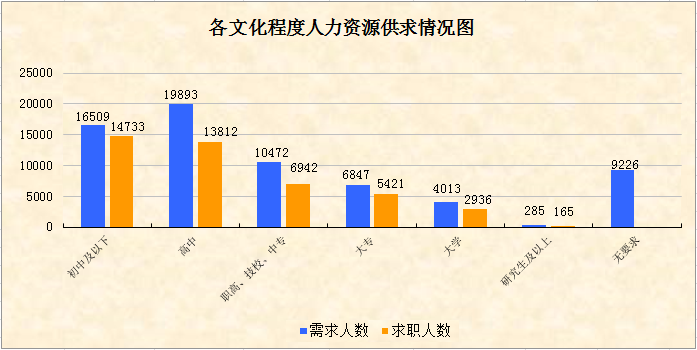 各文化程度人力资源供求情况图
25000
20000
15000
10000
5000
0
16509
14733
19893
13812
10472
6942
6847
5421
4013
2936
285
165
9226
初中及以下
高中
职高、技校、中专
大专
大学
研究生及以上
无要求
需求人数
求职人数